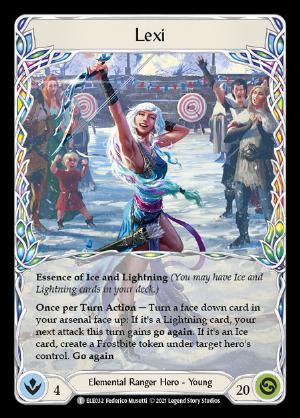 Lexi
Essence of Ice and Lightning (You may have Ice and
Lightning cards in your deck.)
Once per Turn Action — Turn a face down card in
your arsenal face up: If it's a Lightning card, your
next attack this turn gains go again. If it's an Ice
card, create a Frostbite token under target hero's
control. Go again
4
Elemental Ranger Hero - Young
20
ELE032 Federico Musetti © 2021 Legend Story Studios